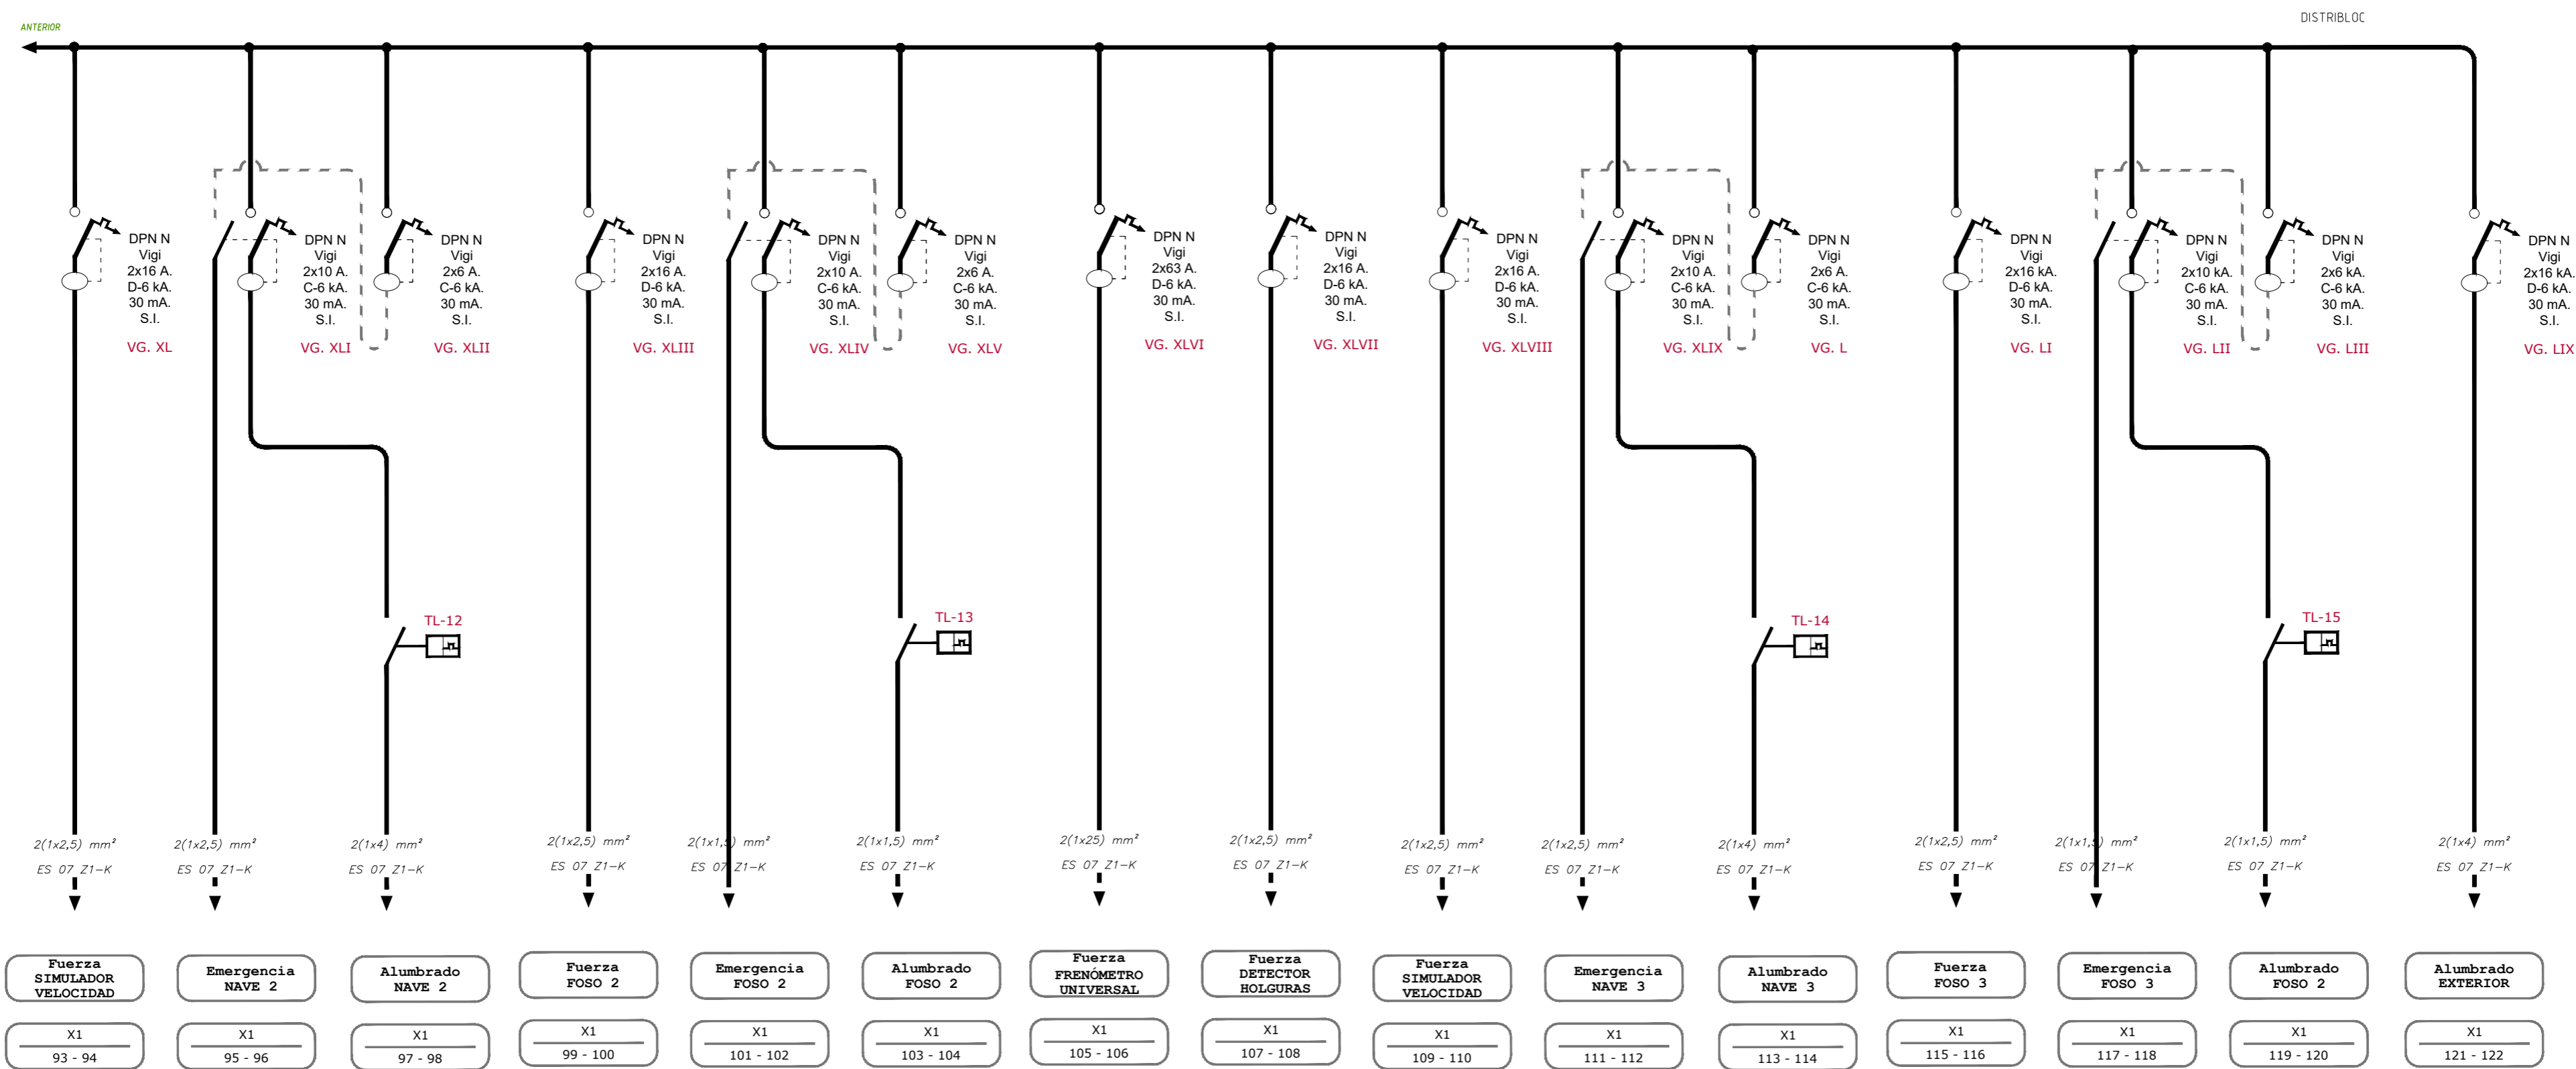 ANTERIOR
DISTRIBLOC
DPN N
Vigi
2x16 A.
D-6 kA.
30 mA.
S.I.
VG. XL
DPN N
Vigi
2x10 A.
C-6 kA.
30 mA.
S.I.
VG. XLI
DPN N
Vigi
2x6 A.
C-6 kA.
30 mA.
S.I.
VG. XLII
DPN N
Vigi
2x16 A.
D-6 kA.
30 mA.
S.I.
VG. XLIII
DPN N
Vigi
2x10 A.
C-6 kA.
30 mA.
S.I.
VG. XLIV
DPN N
Vigi
2x6 A.
C-6 kA.
30 mA.
S.I.
VG. XLV
DPN N
Vigi
2x63 A.
D-6 kA.
30 mA.
S.I.
VG. XLVI
DPN N
Vigi
2x16 A.
D-6 kA.
30 mA.
S.I.
VG. XLVII
DPN N
Vigi
2x16 A.
D-6 kA.
30 mA.
S.I.
VG. XLVIII
DPN N
Vigi
2x10 A.
C-6 kA.
30 mA.
S.I.
VG. XLIX
DPN N
Vigi
2x6 A.
C-6 kA.
30 mA.
S.I.
VG. L
DPN N
Vigi
2x16 kA.
D-6 kA.
30 mA.
S.I.
VG. LI
DPN N
Vigi
2x10 kA.
C-6 kA.
30 mA.
S.I.
VG. LII
DPN N
Vigi
2x6 kA.
C-6 kA.
30 mA.
S.I.
VG. LIII
DPN N
Vigi
2x16 kA.
D-6 kA.
30 mA.
S.I.
VG. LIX
TL-12
TL-13
TL-14
TL-15
2(1x2,5) mm²
ES 07 Z1-K
2(1x2,5) mm²
ES 07 Z1-K
2(1x4) mm²
ES 07 Z1-K
2(1x2,5) mm²
ES 07 Z1-K
2(1x1,5) mm²
ES 07 Z1-K
2(1x1,5) mm²
ES 07 Z1-K
2(1x25) mm²
ES 07 Z1-K
2(1x2,5) mm²
ES 07 Z1-K
2(1x2,5) mm²
ES 07 Z1-K
2(1x2,5) mm²
ES 07 Z1-K
2(1x4) mm²
ES 07 Z1-K
2(1x2,5) mm²
ES 07 Z1-K
2(1x1,5) mm²
ES 07 Z1-K
2(1x1,5) mm²
ES 07 Z1-K
2(1x4) mm²
ES 07 Z1-K
Fuerza
SIMULADOR
VELOCIDAD
Emergencia
NAVE 2
Alumbrado
NAVE 2
Fuerza
FOSO 2
Emergencia
FOSO 2
Alumbrado
FOSO 2
Fuerza
FRENÓMETRO
UNIVERSAL
Fuerza
DETECTOR
HOLGURAS
Fuerza
SIMULADOR
VELOCIDAD
Emergencia
NAVE 3
Alumbrado
NAVE 3
Fuerza
FOSO 3
Emergencia
FOSO 3
Alumbrado
FOSO 2
Alumbrado
EXTERIOR
X1
93 - 94
X1
95 - 96
X1
97 - 98
X1
99 - 100
X1
101 - 102
X1
103 - 104
X1
105 - 106
X1
107 - 108
X1
109 - 110
X1
111 - 112
X1
113 - 114
X1
115 - 116
X1
117 - 118
X1
119 - 120
X1
121 - 122